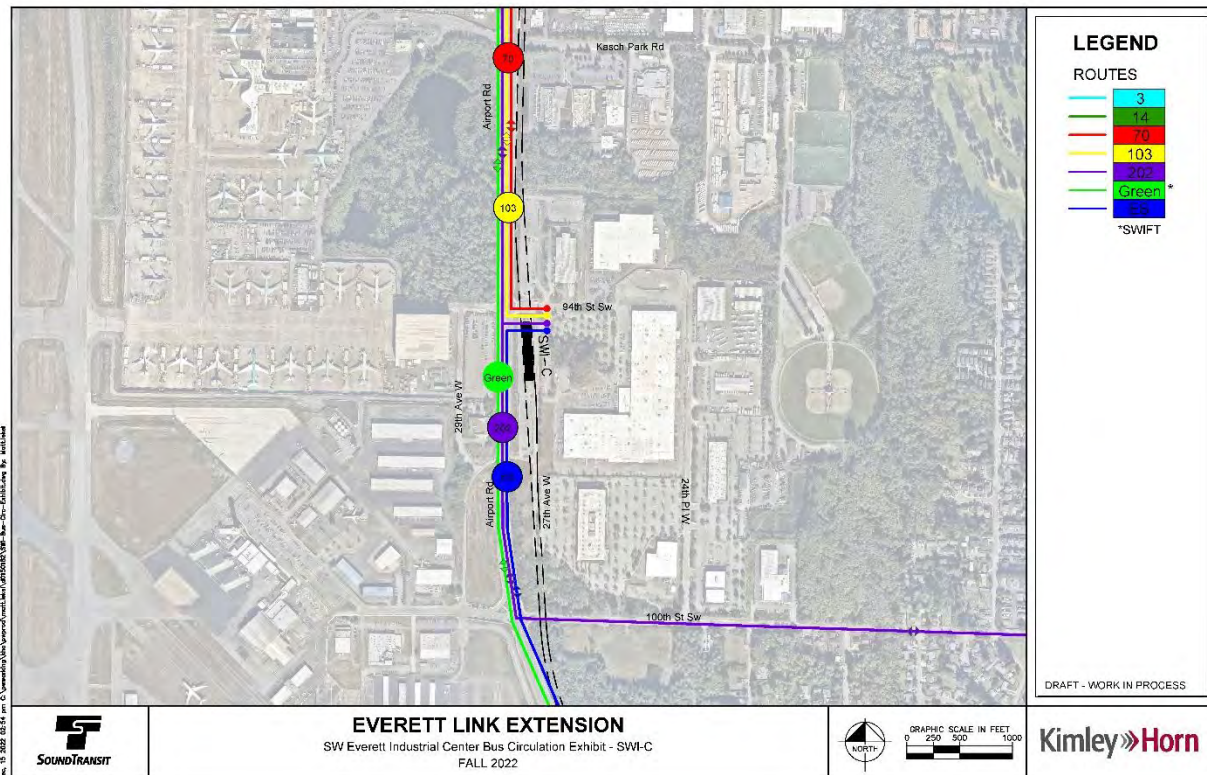 Kasch Park Rd
70
Airport Rd
103
94th St Sw
SWI-C
Green
29th Ave W
202
Airport Rd
27th Ave W
24th Pl W
100th St Sw
LEGEND
ROUTES
3
14
70
103
202
Green *
*SWIFT
DRAFT - WORK IN PROCESS
SOUNDTRANSIT
EVERETT LINK EXTENSION
SW Everett Industrial Center Bus Circulation Exhibit - SWI-C
FALL 2022
NORTH
GRAPHIC SCALE IN FEET
0 250 500 1000
Kimley»Horn